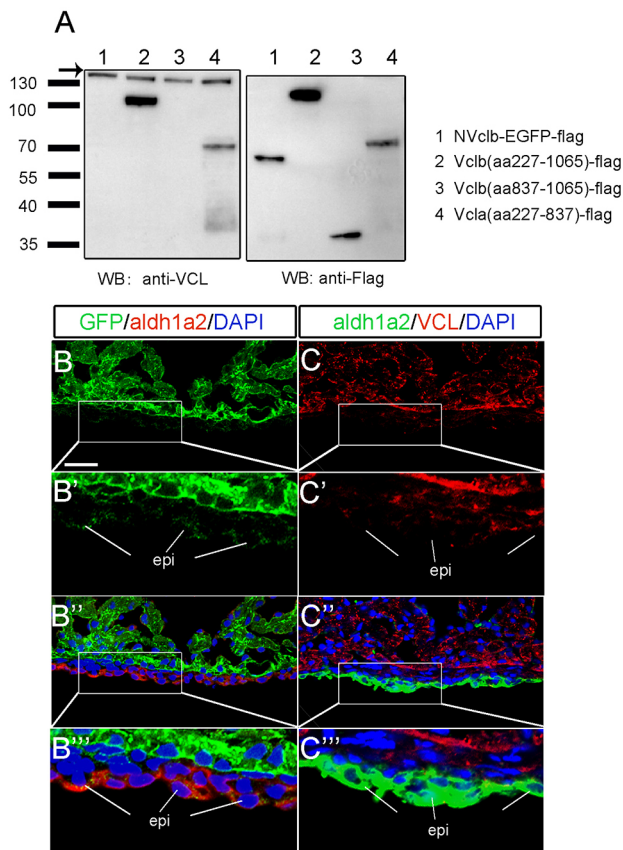 A
1 2 3 4 1 2 3 4
130
100
70
55
40
35
1 NVclb-EGFP-flag
2 Vclb(aa227-1065)-flag
3 Vclb(aa837-1065)-flag
4 Vcla(aa227-837)-flag
WB: anti-VCL WB: anti-Flag
GFP/aldh1a2/DAPI aldh1a2/VCL/DAPI
B C
B’ C’
epi epi
B’’ C’’
B’’’ C’’’
epi epi